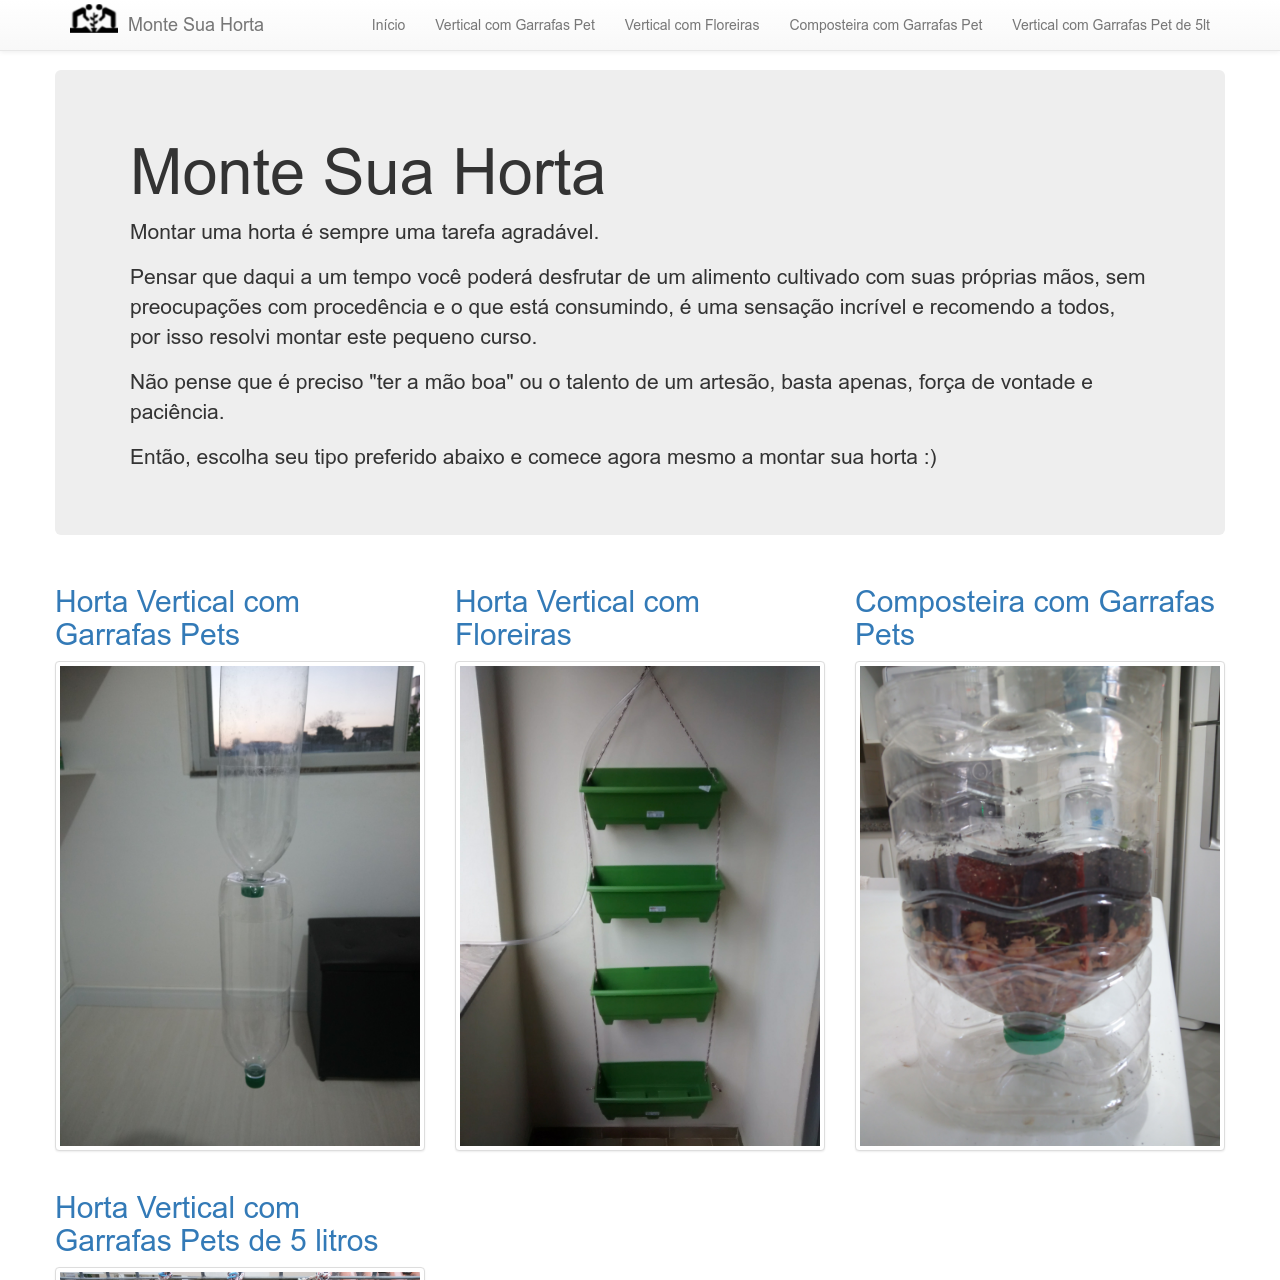 Monte Sua Horta
Início
Vertical com Garrafas Pet
Vertical com Floreiras
Composteira com Garrafas Pet
Vertical com Garrafas Pet de 5lt
Monte Sua Horta
Montar uma horta é sempre uma tarefa agradável.
Pensar que daqui a um tempo você poderá desfrutar de um alimento cultivado com suas próprias mãos, sem
preocupações com procedência e o que está consumindo, é uma sensação incrível e recomendo a todos,
por isso resolvi montar este pequeno curso.
Não pense que é preciso "ter a mão boa" ou o talento de um artesão, basta apenas, força de vontade e
paciência.
Então, escolha seu tipo preferido abaixo e comece agora mesmo a montar sua horta :)
Horta Vertical com
Garrafas Pets
Horta Vertical com
Floreiras
Composteira com Garrafas
Pets
Horta Vertical com
Garrafas Pets de 5 litros